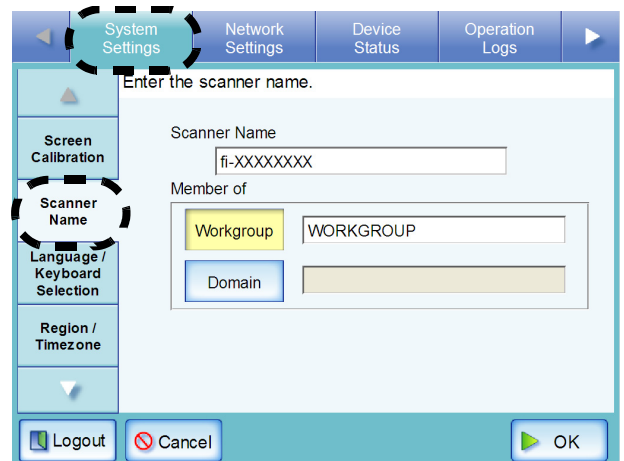 System
Settings
Network
Settings
Device
Status
Operation
Logs
Enter the scanner name.
Screen
Calibration
Scanner
Name
Language /
Keyboard
Selection
Region /
Timezone
Scanner Name
fi-XXXXXXXX
Member of
Workgroup
WORKGROUP
Domain
Logout
Cancel
OK